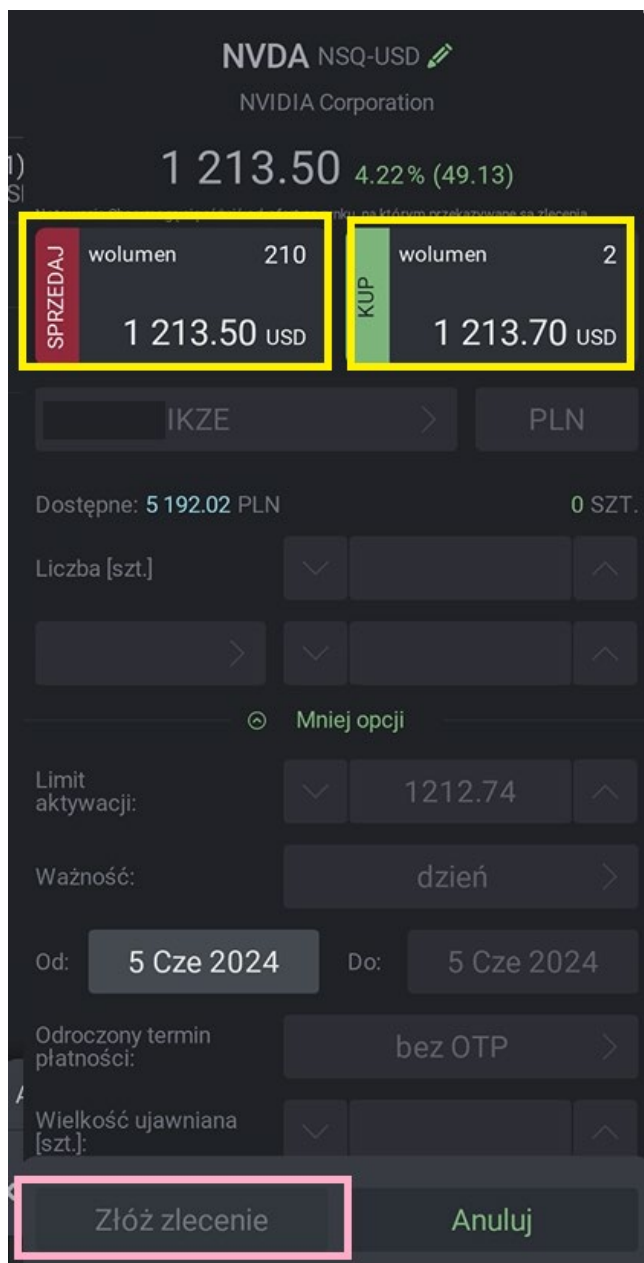 NVDA NSQ-USD
NVIDIA Corporation
1)
1 213.50 4.22% (49.13)
SPRZEDAJ
wolumen 210
1 213.50 USD
KUP
wolumen 2
1 213.70 USD
IKZE
PLN
Dostępne: 5 192.02 PLN 0 SZT.
Liczba [szt.]
Mniej opcji
Limit
aktywacji:
1212.74
Ważność: dzień
Od: 5 Cze 2024 Do: 5 Cze 2024
Odroczony termin
płatności:
bez OTP
Wielkość ujawniana
[szt.]:
Złóż zlecenie Anuluj